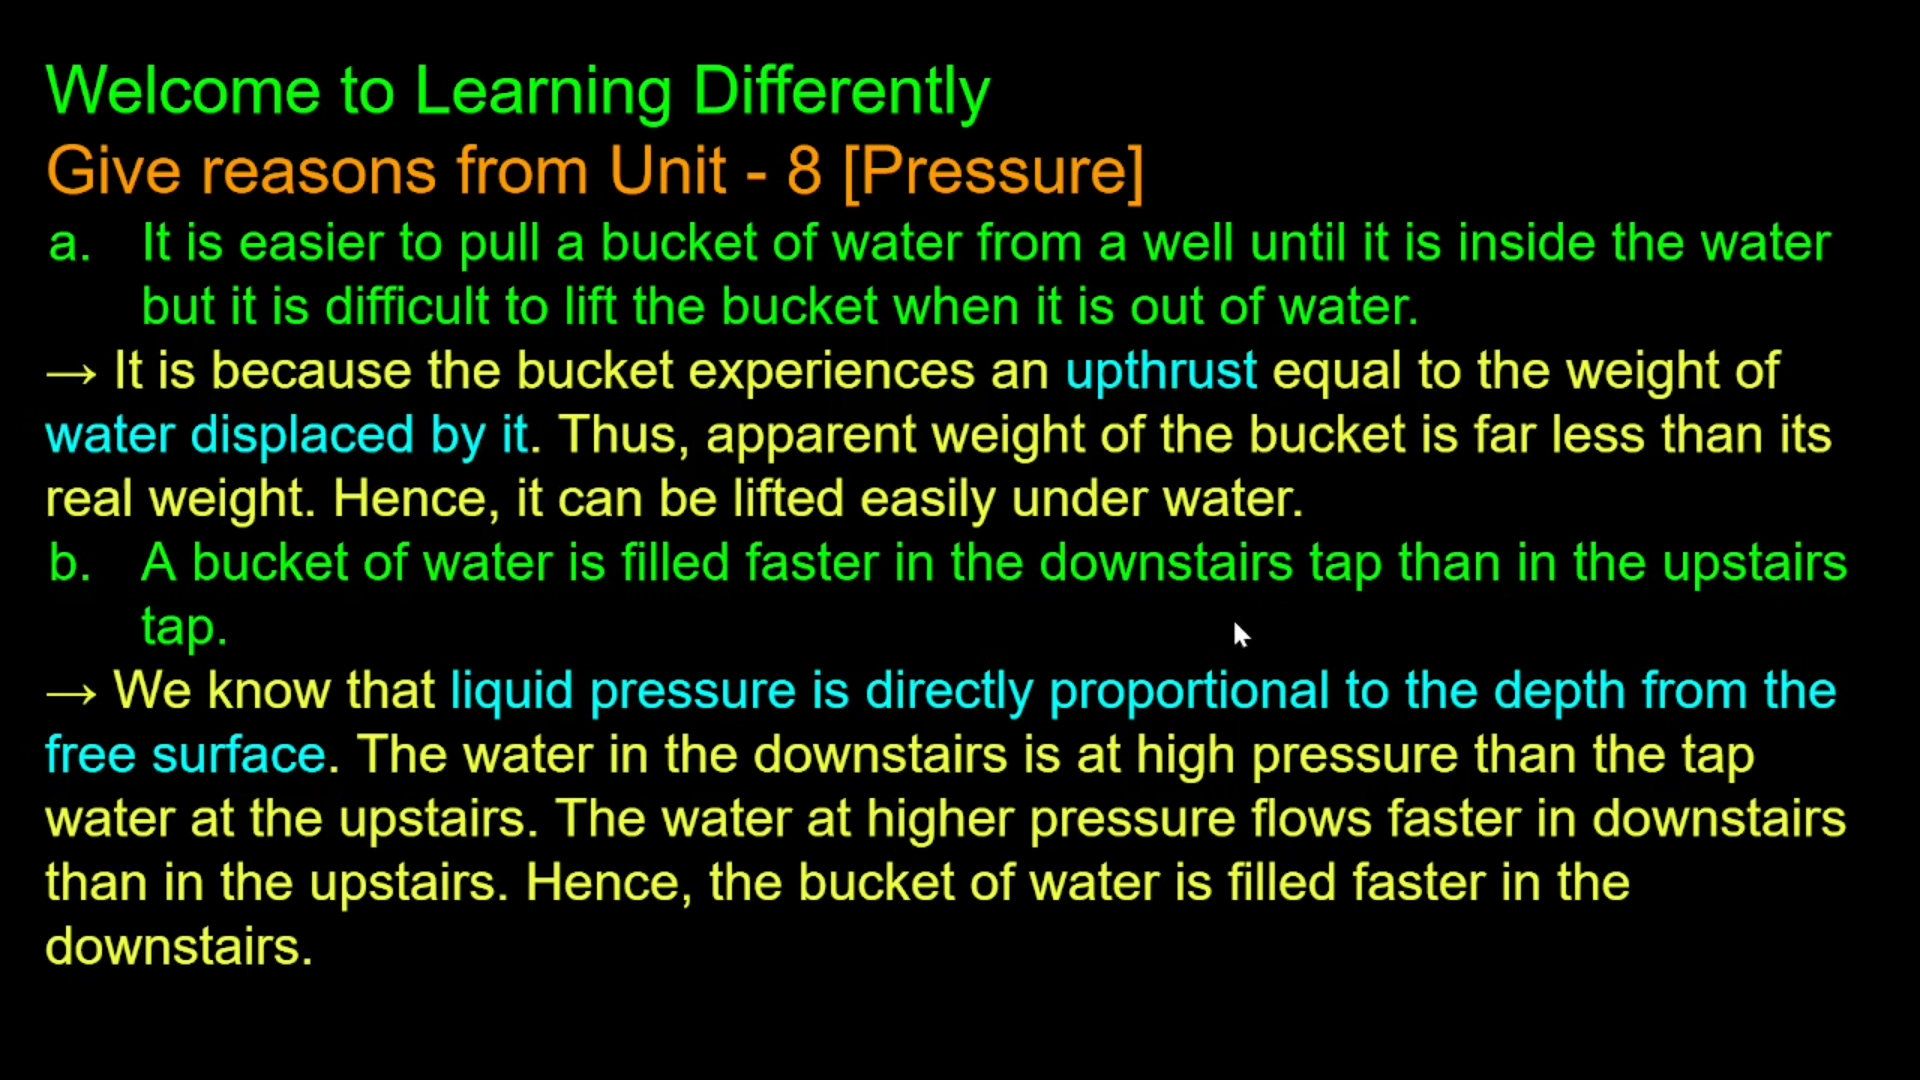 Welcome to Learning Differently
Give reasons from Unit - 8 [Pressure]
a. It is easier to pull a bucket of water from a well until it is inside the water
but it is difficult to lift the bucket when it is out of water.
→ It is because the bucket experiences an upthrust equal to the weight of
water displaced by it. Thus, apparent weight of the bucket is far less than its
real weight. Hence, it can be lifted easily under water.
b. A bucket of water is filled faster in the downstairs tap than in the upstairs
tap.
→ We know that liquid pressure is directly proportional to the depth from the
free surface. The water in the downstairs is at high pressure than the tap
water at the upstairs. The water at higher pressure flows faster in downstairs
than in the upstairs. Hence, the bucket of water is filled faster in the
downstairs.